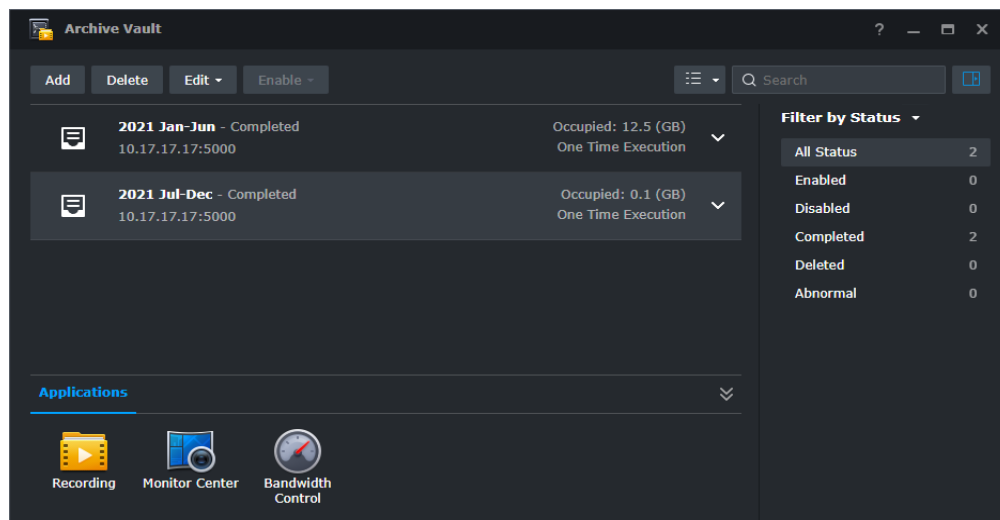 Archive Vault
?
Add Delete Edit Enable Search
2021 Jan-Jun - Completed Occupied: 12.5 (GB)
10.17.17.17:5000 One Time Execution
2021 Jul-Dec - Completed Occupied: 0.1 (GB)
10.17.17.17:5000 One Time Execution
Filter by Status
All Status 2
Enabled 0
Disabled 0
Completed 2
Deleted 0
Abnormal 0
Applications
Recording Monitor Center Bandwidth
Control